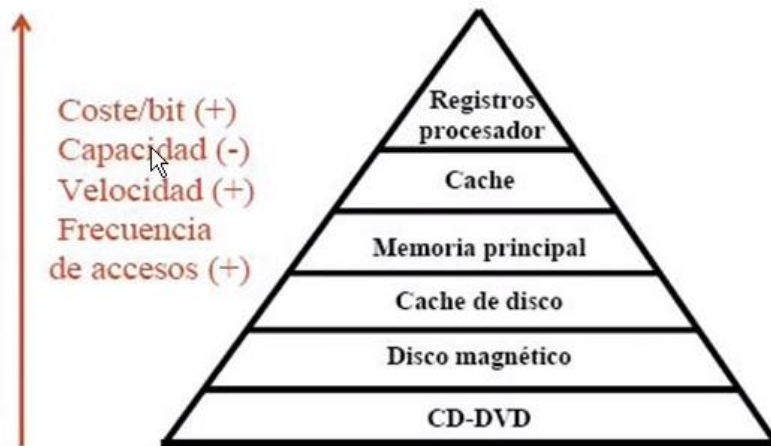 Coste/bit (+)
Capacidad (-)
Velocidad (+)
Frecuencia
de accesos (+)
Registros
procesador
Cache
Memoria principal
Cache de disco
Disco magnético
CD-DVD